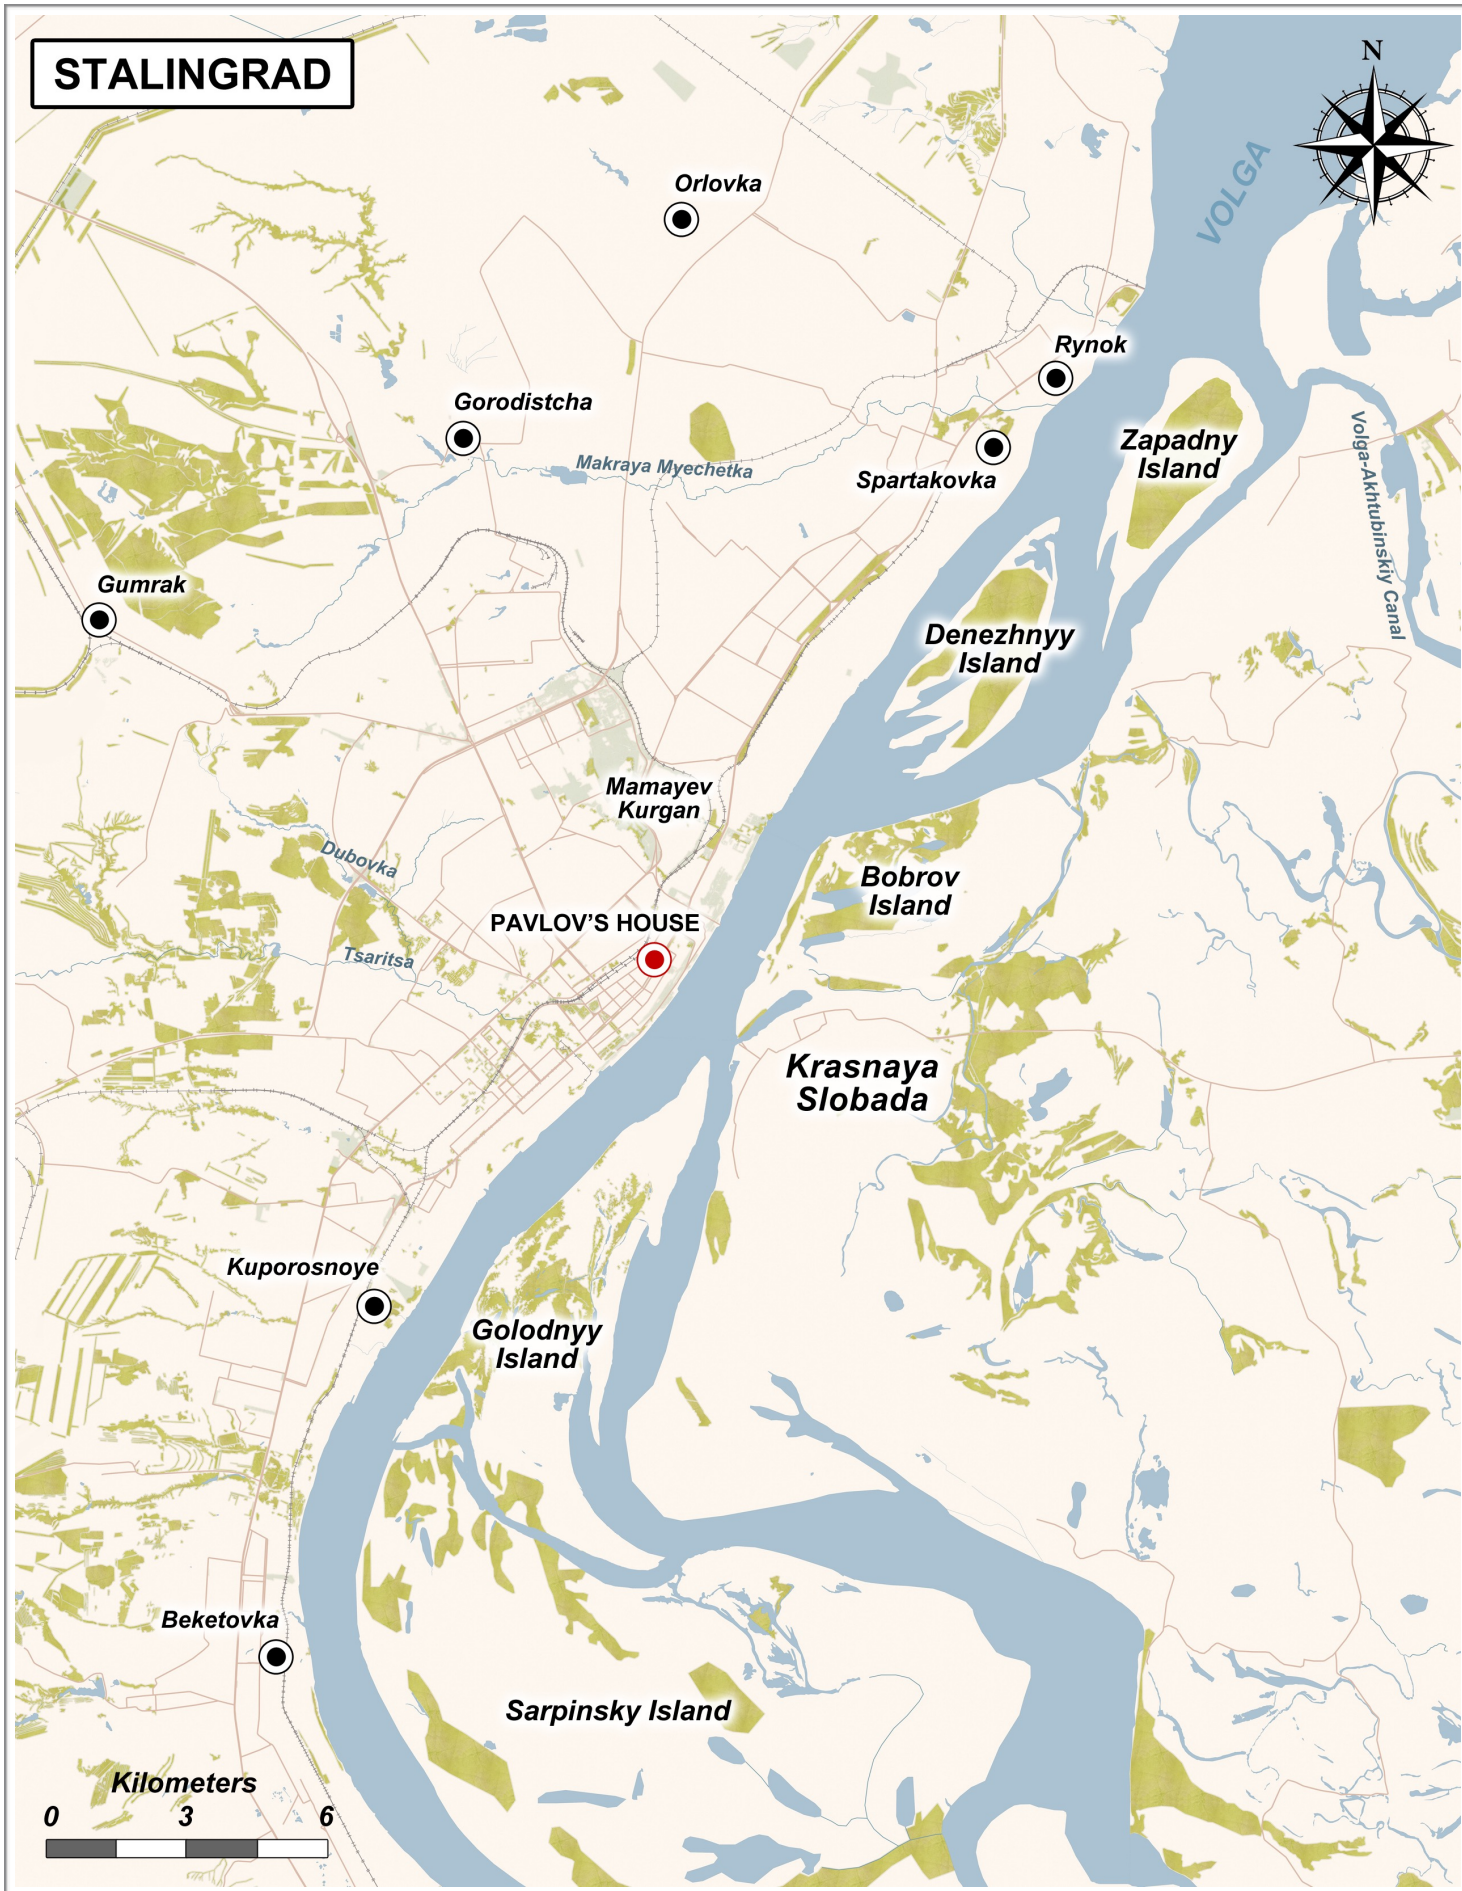 STALINGRAD
N
VOLGA
Orlovka
Rynok
Gorodistcha
Zapadny
Island
Makraya Myechetka
Spartakovka
Volga-Akhtubinskiy Canal
Gumrak
Denezhnyy
Island
Mamayev
Kurgan
Dubovka
Bobrov
Island
PAVLOV'S HOUSE
Tsaritsa
Krasnaya
Slobada
Kuporosnoye
Golodnyy
Island
Beketovka
Sarpinsky Island
Kilometers
0 3 6